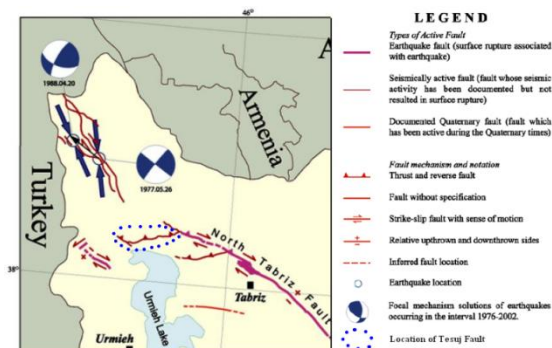 46°
1988.04.20
A
Armenia
1977.05.26
Turkey
North Tabriz Fault
38°
Tabriz
Urmieh Lake
Urmieh
LEGEND
Types of Active Fault
Earthquake fault (surface rupture associated
with earthquake)
Seismically active fault (fault whose seismic
activity has been documented but not
resulted in surface rupture)
Documented Quaternary fault (fault which
has been active during the Quaternary times)
Fault mechanism and notation
Thrust and reverse fault
Fault without specification
Strike-slip fault with sense of motion
Relative upthrown and downthrown sides
Inferred fault location
Earthquake location
Focal mechanism solutions of earthquakes
occurring in the interval 1976-2002.
Location of Tesuj Fault